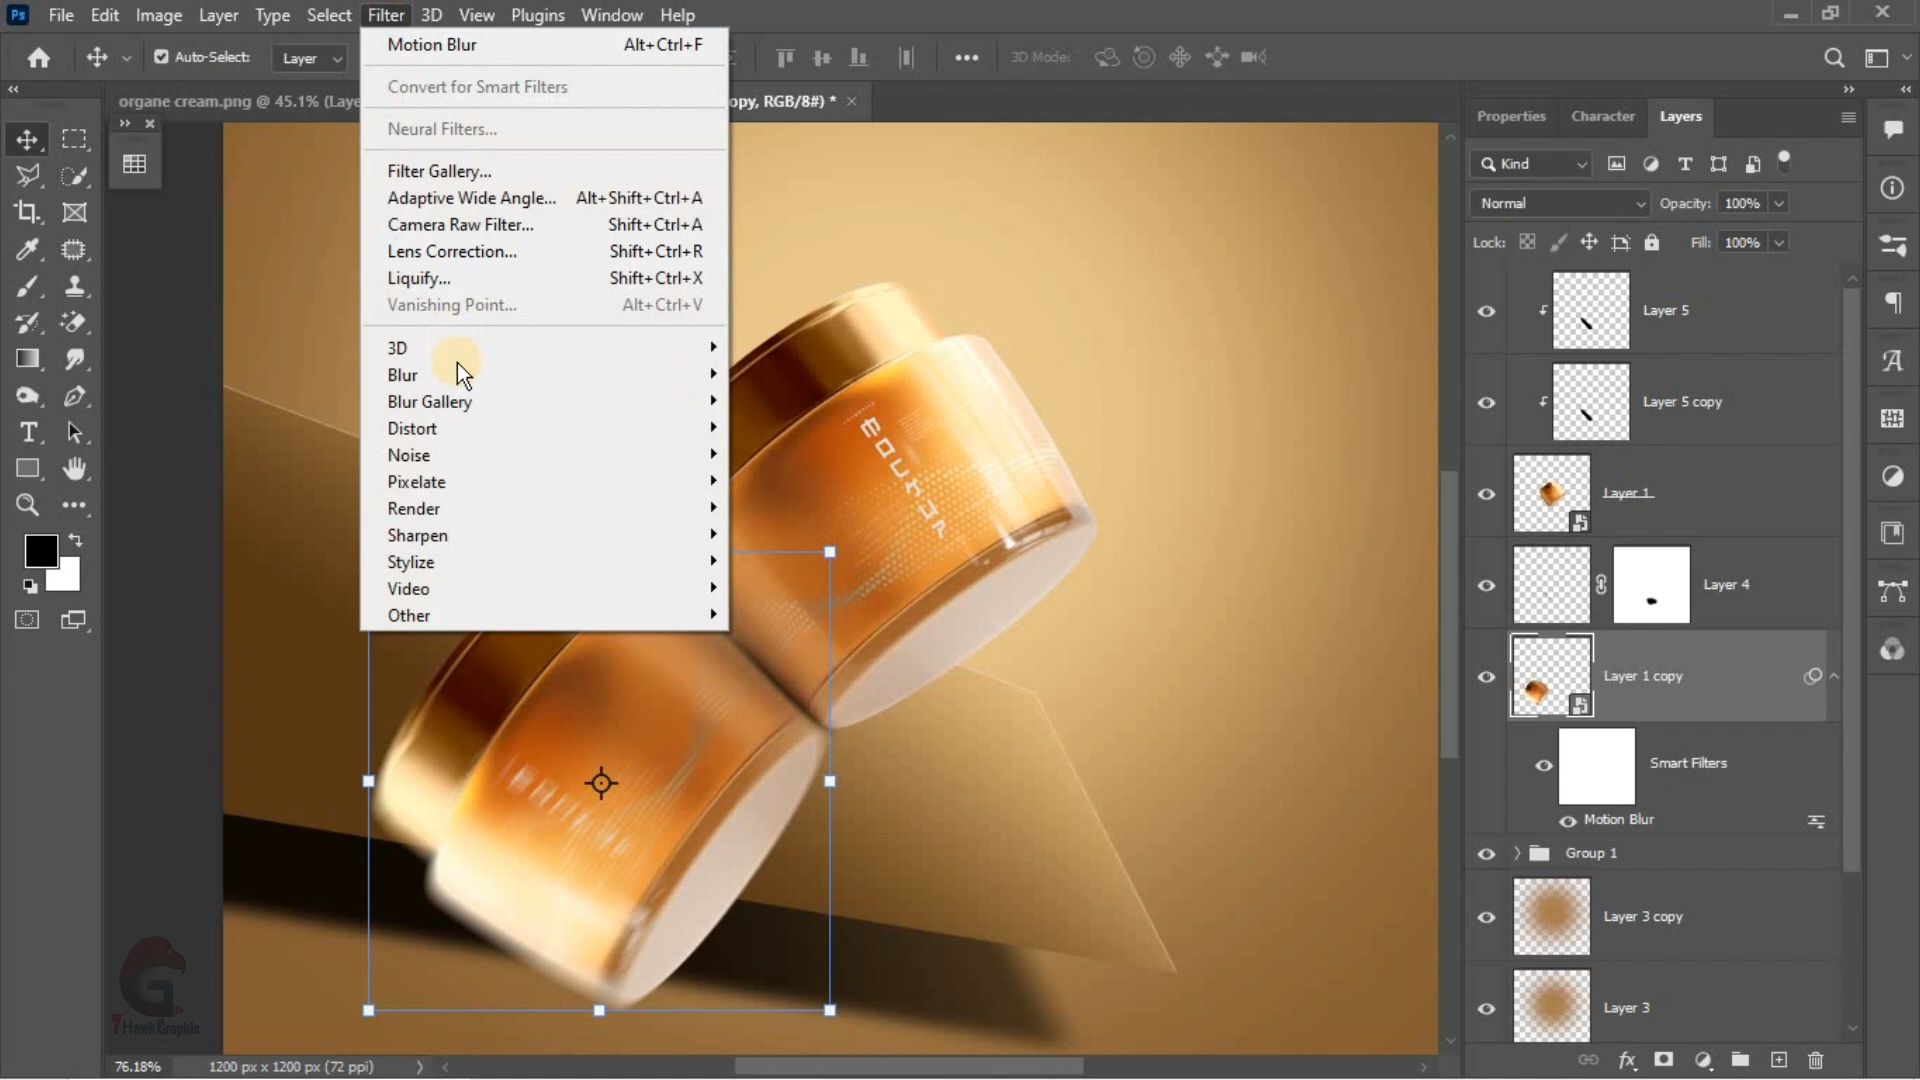 Ps File Edit Image Layer Type Select Filter 3D View Plugins Window Help
Auto-Select: Layer 3D Mode:
organe cream.png @ 45.1% (Laye opy, RGB/8#) *
Motion Blur Alt+Ctrl+F
Convert for Smart Filters
Neural Filters...
Filter Gallery...
Adaptive Wide Angle... Alt+Shift+Ctrl+A
Camera Raw Filter... Shift+Ctrl+A
Lens Correction... Shift+Ctrl+R
Liquify... Shift+Ctrl+X
Vanishing Point... Alt+Ctrl+V
3D
Blur
Blur Gallery
Distort
Noise
Pixelate
Render
Sharpen
Stylize
Video
Other
Properties Character Layers
Kind
Normal Opacity: 100%
Lock: Fill: 100%
Layer 5
Layer 5 copy
Layer 1
Layer 4
Layer 1 copy
Smart Filters
Motion Blur
Group 1
Layer 3 copy
Layer 3
7HawkGraphic
76.18% 1200 px x 1200 px (72 ppi)